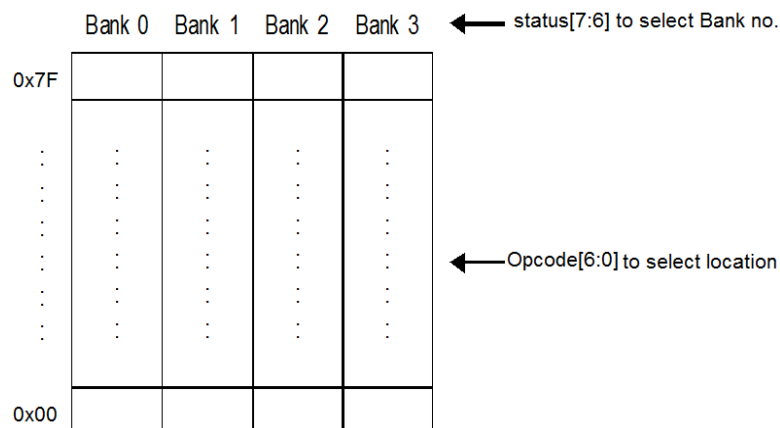 Bank 0 Bank 1 Bank 2 Bank 3 status[7:6] to select Bank no.
0x7F
Opcode[6:0] to select location
0x00